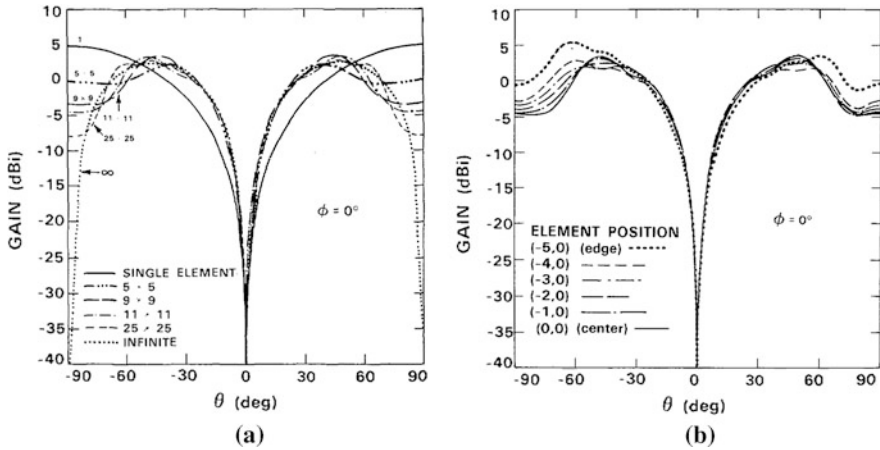 10
5
0
-5
-10
-15
-20
-25
-30
-35
-40
GAIN (dBi)
1
5 × 5
9 × 9
11 × 11
25 × 25
∞
ϕ = 0°
SINGLE ELEMENT
5 × 5
9 × 9
11 × 11
25 × 25
INFINITE
-90 -60 -30 0 30 60 90
θ (deg)
(a)
10
5
0
-5
-10
-15
-20
-25
-30
-35
-40
GAIN (dBi)
ϕ = 0°
ELEMENT POSITION
(-5,0) (edge)
(-4,0)
(-3,0)
(-2,0)
(-1,0)
(0,0) (center)
-90 -60 -30 0 30 60 90
θ (deg)
(b)